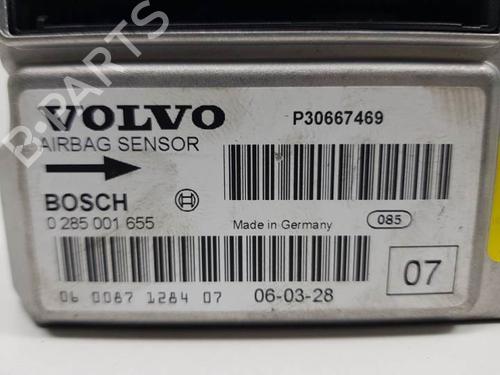 VOLVO
P30667469
AIRBAG SENSOR
BOSCH
0 285 001 655
Made in Germany
085
07
06 0087 1284 07
06-03-28
B-PARTS